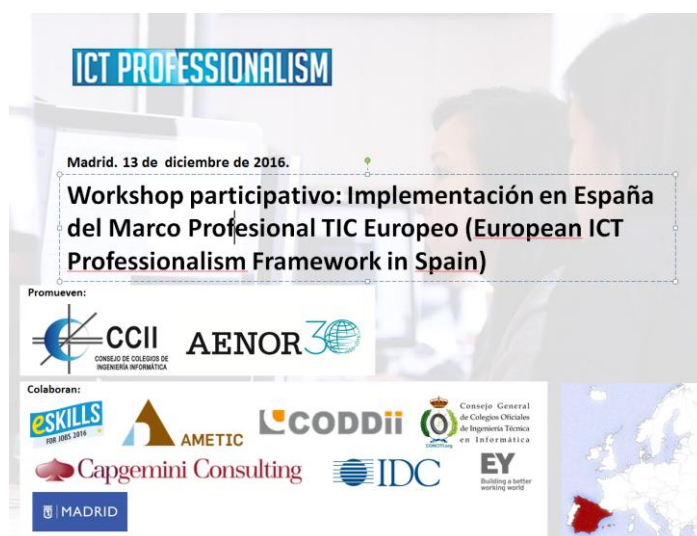 ICT PROFESSIONALISM
Madrid. 13 de diciembre de 2016.
Workshop participativo: Implementación en España
del Marco Profesional TIC Europeo (European ICT
Professionalism Framework in Spain)
Promueven:
CCII
CONSEJO DE COLEGIOS DE
INGENIERÍA INFORMÁTICA
AENOR 30
Colaboran:
eSKILLS
FOR JOBS 2016
AMETIC
CODDii
Consejo General
de Colegios Oficiales
de Ingeniería Técnica
en Informática
CONCITI.org
Capgemini Consulting
IDC
EY
Building a better
working world
MADRID